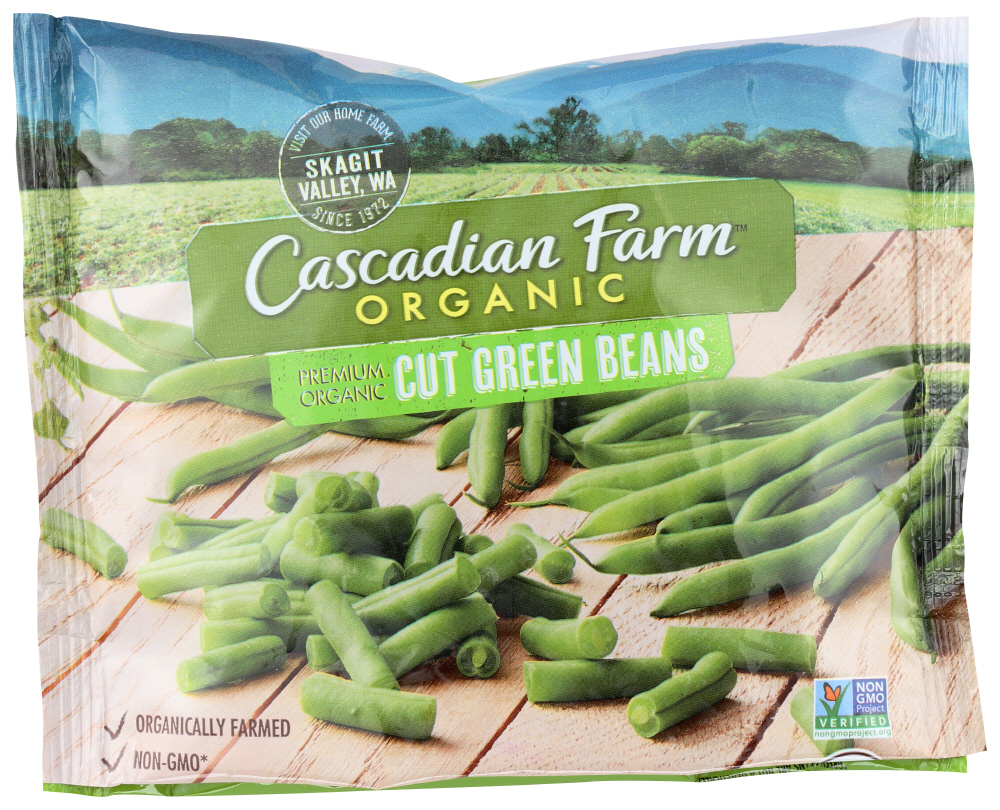 VISIT OUR HOME FARM
SKAGIT
VALLEY, WA
SINCE 1972
Cascadian Farm™
ORGANIC
PREMIUM
ORGANIC
CUT GREEN BEANS
ORGANICALLY FARMED
NON-GMO*
NON
GMO
Project
VERIFIED
nongmoproject.org